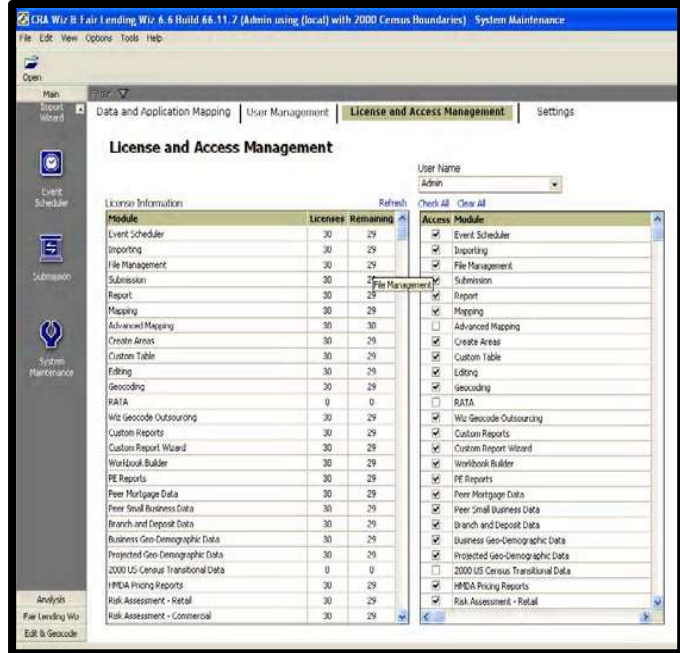 CRA Wiz & Fair Lending Wiz 6.6 Build 66.11.7 (Admin using (local) with 2000 Census Boundaries) - System Maintenance
File Edit View Options Tools Help
Open
Main
Filter
Import
Wizard
Event
Scheduler
Submission
System
Maintenance
Analysis
Fair Lending Wiz
Edit & Geocode
Data and Application Mapping User Management License and Access Management Settings
License and Access Management
User Name
Admin
License Information Refresh Check All Clear All
Module Licenses Remaining Access Module
Event Scheduler 30 29 Event Scheduler
Importing 30 29 Importing
File Management 30 29 File Management
Submission 30 File Management Submission
Report 30 29 Report
Mapping 30 29 Mapping
Advanced Mapping 30 30 Advanced Mapping
Create Areas 30 29 Create Areas
Custom Table 30 29 Custom Table
Editing 30 29 Editing
Geocoding 30 29 Geocoding
RATA 0 0 RATA
Wiz Geocode Outsourcing 30 29 Wiz Geocode Outsourcing
Custom Reports 30 29 Custom Reports
Custom Report Wizard 30 29 Custom Report Wizard
Workbook Builder 30 29 Workbook Builder
PE Reports 30 29 PE Reports
Peer Mortgage Data 30 29 Peer Mortgage Data
Peer Small Business Data 30 29 Peer Small Business Data
Branch and Deposit Data 30 29 Branch and Deposit Data
Business Geo-Demographic Data 30 29 Business Geo-Demographic Data
Projected Geo-Demographic Data 30 29 Projected Geo-Demographic Data
2000 US Census Transitional Data 0 0 2000 US Census Transitional Data
HMDA Pricing Reports 30 29 HMDA Pricing Reports
Risk Assessment - Retail 30 29 Risk Assessment - Retail
Risk Assessment - Commercial 30 29 Risk Assessment - Commercial